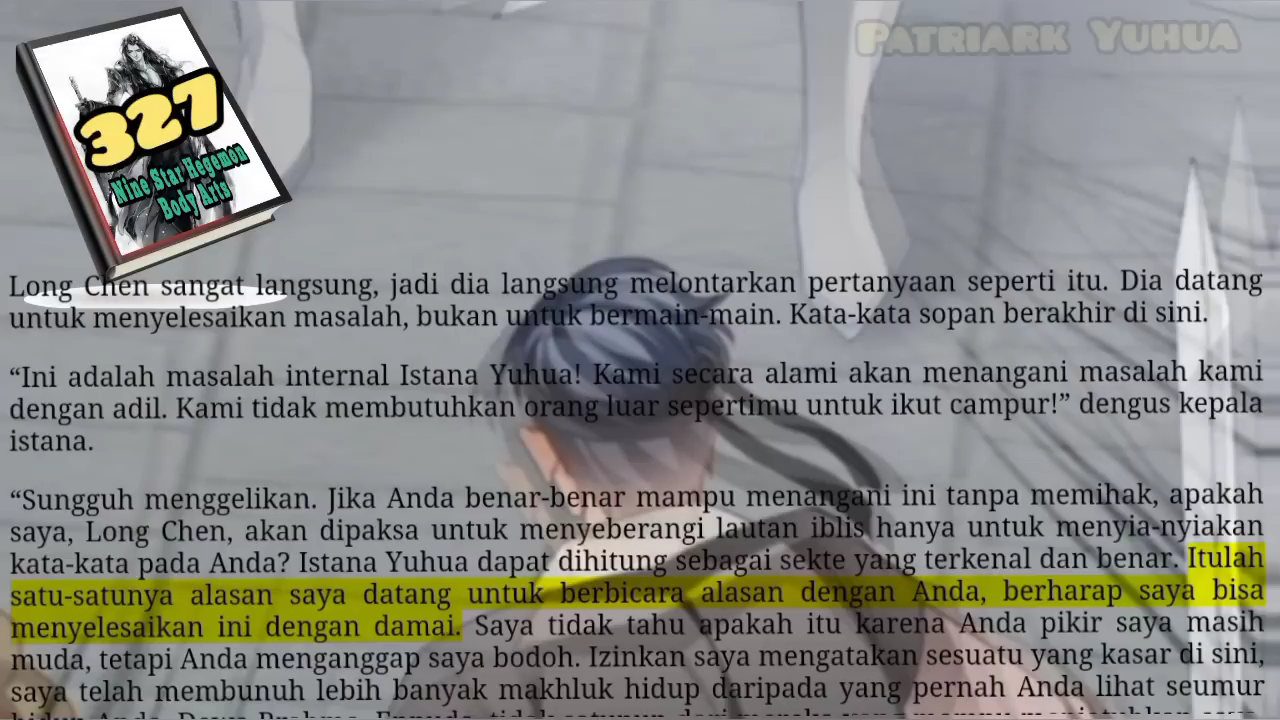 PATRIARK YUHUA
327
Nine Star Hegemon
Body Arts
Long Chen sangat langsung, jadi dia langsung melontarkan pertanyaan seperti itu. Dia datang
untuk menyelesaikan masalah, bukan untuk bermain-main. Kata-kata sopan berakhir di sini.
“Ini adalah masalah internal Istana Yuhua! Kami secara alami akan menangani masalah kami
dengan adil. Kami tidak membutuhkan orang luar sepertimu untuk ikut campur!” dengus kepala
istana.
“Sungguh menggelikan. Jika Anda benar-benar mampu menangani ini tanpa memihak, apakah
saya, Long Chen, akan dipaksa untuk menyeberangi lautan iblis hanya untuk menyia-nyiakan
kata-kata pada Anda? Istana Yuhua dapat dihitung sebagai sekte yang terkenal dan benar. Itulah
satu-satunya alasan saya datang untuk berbicara alasan dengan Anda, berharap saya bisa
menyelesaikan ini dengan damai. Saya tidak tahu apakah itu karena Anda pikir saya masih
muda, tetapi Anda menganggap saya bodoh. Izinkan saya mengatakan sesuatu yang kasar di sini,
saya telah membunuh lebih banyak makhluk hidup daripada yang pernah Anda lihat seumur